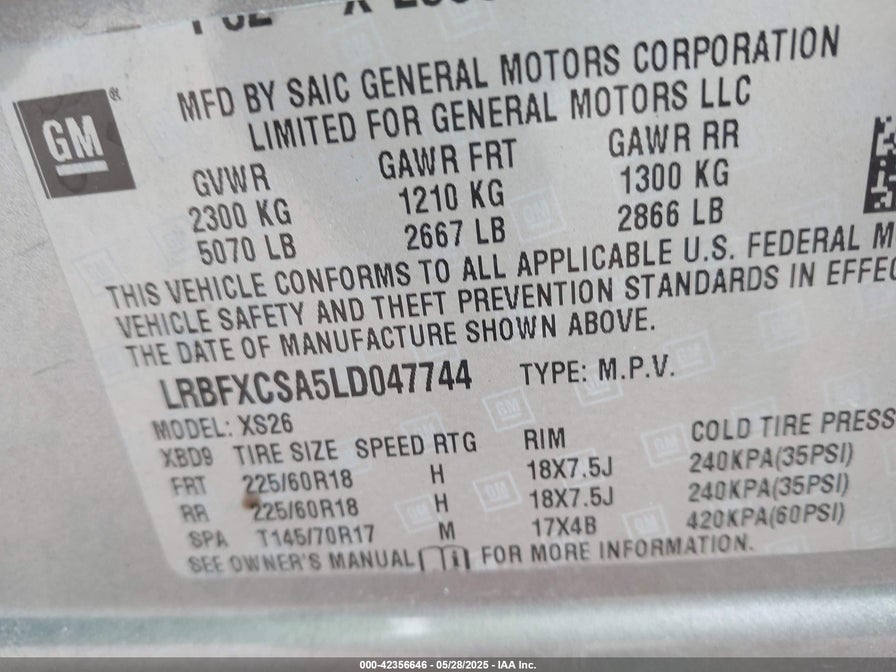 GM
MFD BY SAIC GENERAL MOTORS CORPORATION
LIMITED FOR GENERAL MOTORS LLC
GVWR GAWR FRT GAWR RR
2300 KG 1210 KG 1300 KG
5070 LB 2667 LB 2866 LB
THIS VEHICLE CONFORMS TO ALL APPLICABLE U.S. FEDERAL M
VEHICLE SAFETY AND THEFT PREVENTION STANDARDS IN EFFEC
THE DATE OF MANUFACTURE SHOWN ABOVE.
LRBFXCSA5LD047744 TYPE: M.P.V.
MODEL: XS26
XBD9 TIRE SIZE SPEED RTG RIM COLD TIRE PRESS
FRT 225/60R18 H 18X7.5J 240KPA(35PSI)
RR 225/60R18 H 18X7.5J 240KPA(35PSI)
SPA T145/70R17 M 17X4B 420KPA(60PSI)
SEE OWNER'S MANUAL FOR MORE INFORMATION.
000-42356646 - 05/28/2025 - IAA Inc.